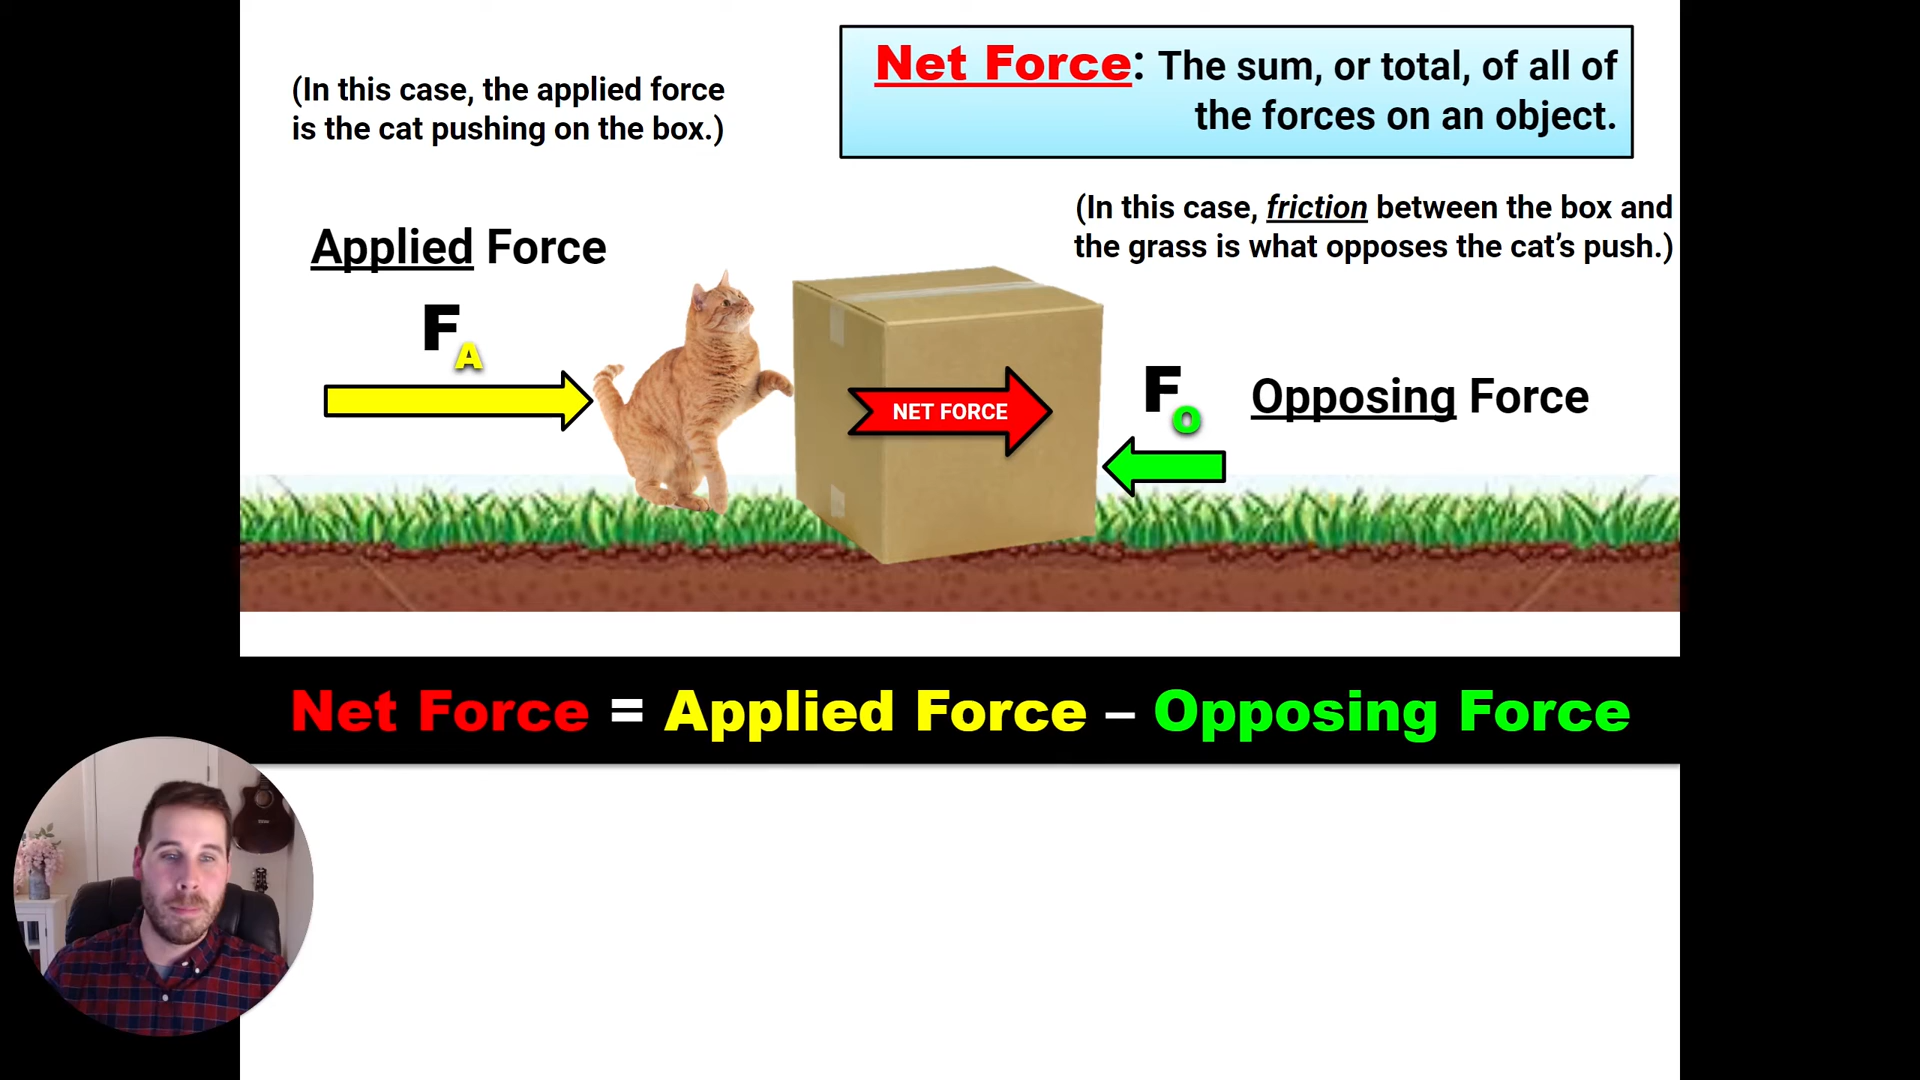 (In this case, the applied force
is the cat pushing on the box.)
Net Force: The sum, or total, of all of
the forces on an object.
(In this case, friction between the box and
the grass is what opposes the cat’s push.)
Applied Force
FA
NET FORCE
FO
Opposing Force
Net Force = Applied Force – Opposing Force